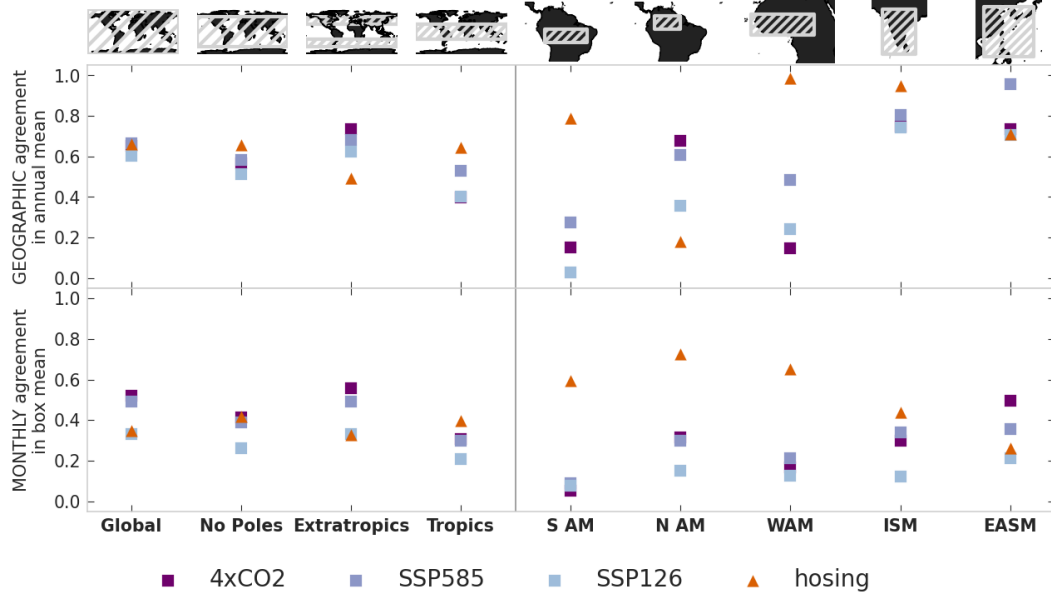 GEOGRAPHIC agreement
in annual mean
1.0
0.8
0.6
0.4
0.2
0.0
MONTHLY agreement
in box mean
1.0
0.8
0.6
0.4
0.2
0.0
Global No Poles Extratropics Tropics S AM N AM WAM ISM EASM
4xCO2 SSP585 SSP126 hosing